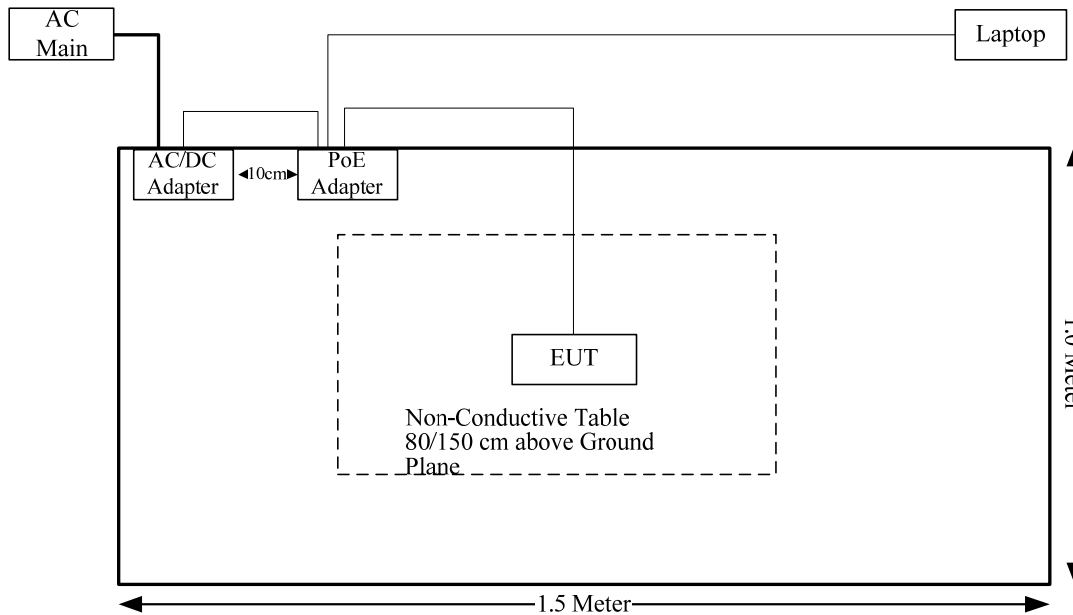 AC
Main
Laptop
AC/DC
Adapter
10cm
PoE
Adapter
EUT
Non-Conductive Table
80/150 cm above Ground
Plane
1.5 Meter